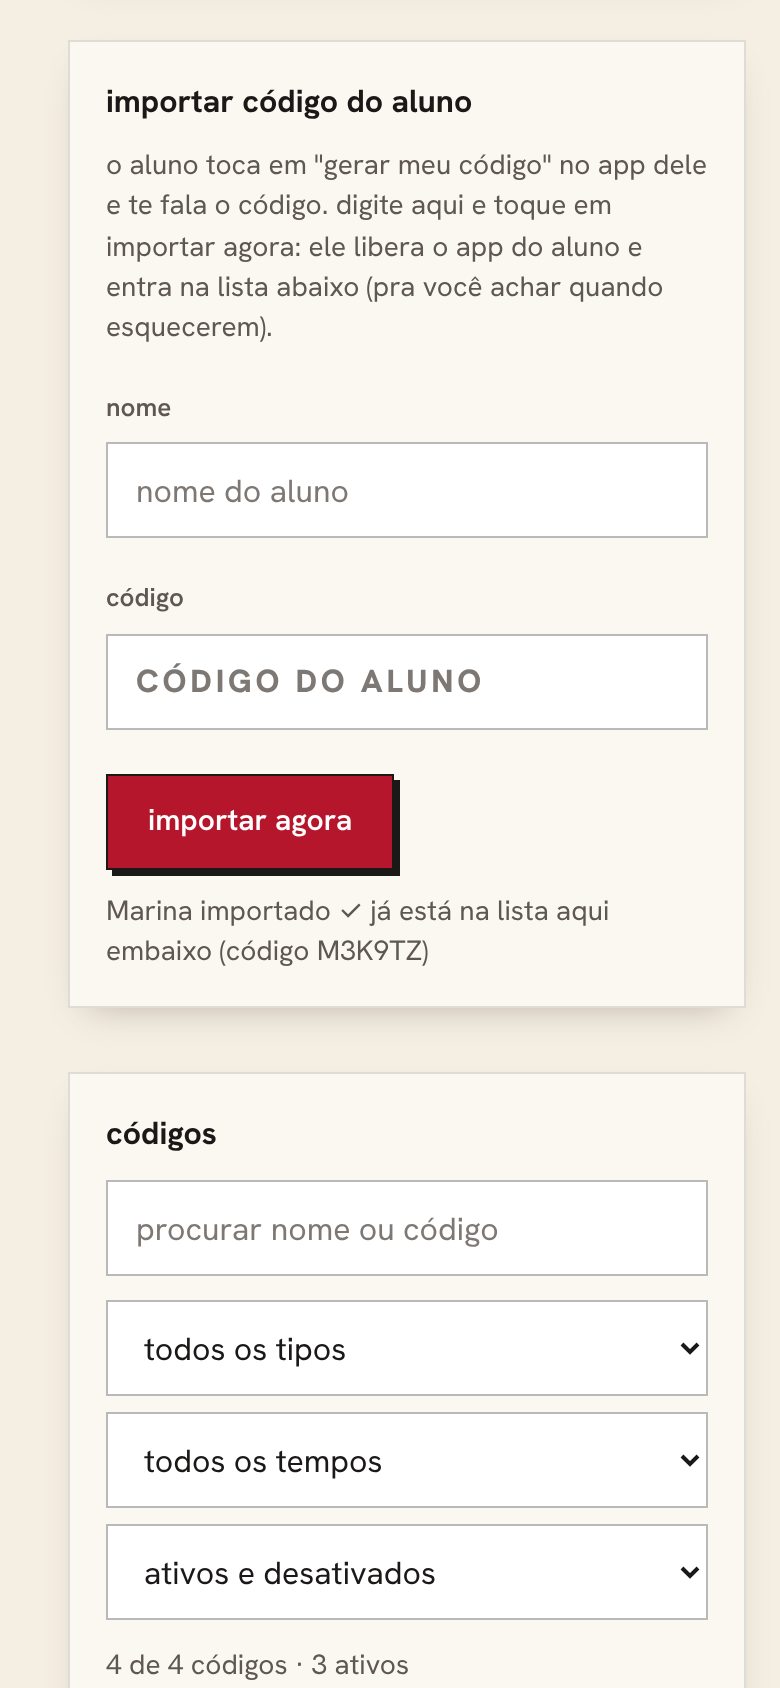 importar código do aluno
o aluno toca em "gerar meu código" no app dele
e te fala o código. digite aqui e toque em
importar agora: ele libera o app do aluno e
entra na lista abaixo (pra você achar quando
esquecerem).
nome
nome do aluno
código
CÓDIGO DO ALUNO
importar agora
Marina importado ✓ já está na lista aqui
embaixo (código M3K9TZ)
códigos
procurar nome ou código
todos os tipos
todos os tempos
ativos e desativados
4 de 4 códigos · 3 ativos